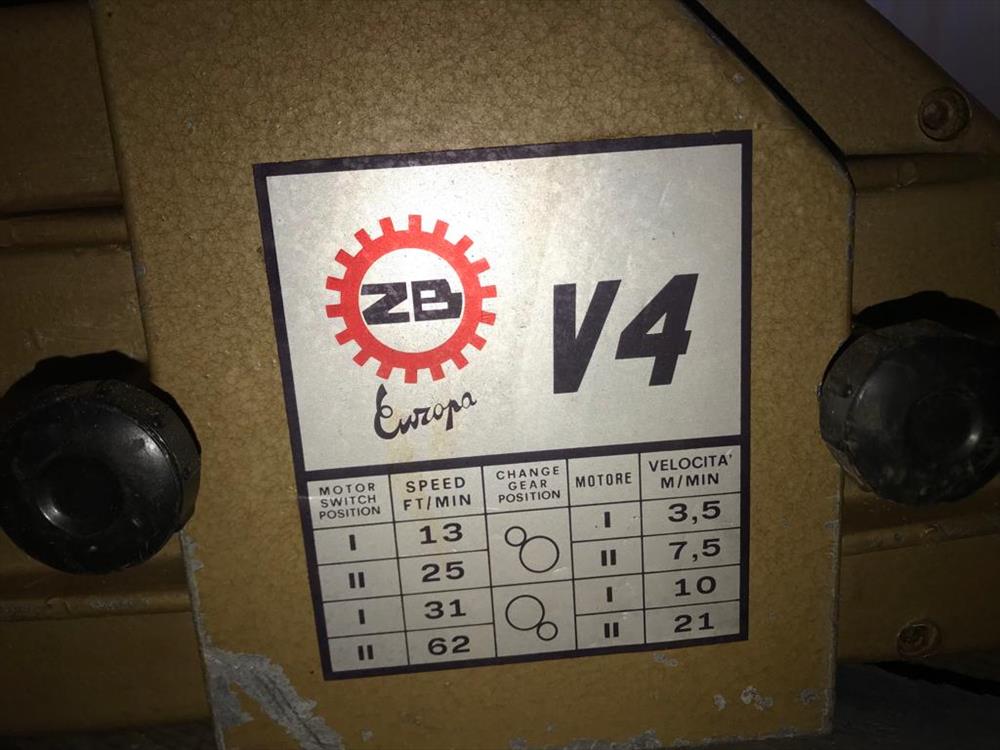 ZB
Europa
V4
MOTOR SWITCH POSITION SPEED FT/MIN CHANGE GEAR POSITION MOTORE VELOCITA' M/MIN
I 13 I 3,5
II 25 II 7,5
I 31 I 10
II 62 II 21